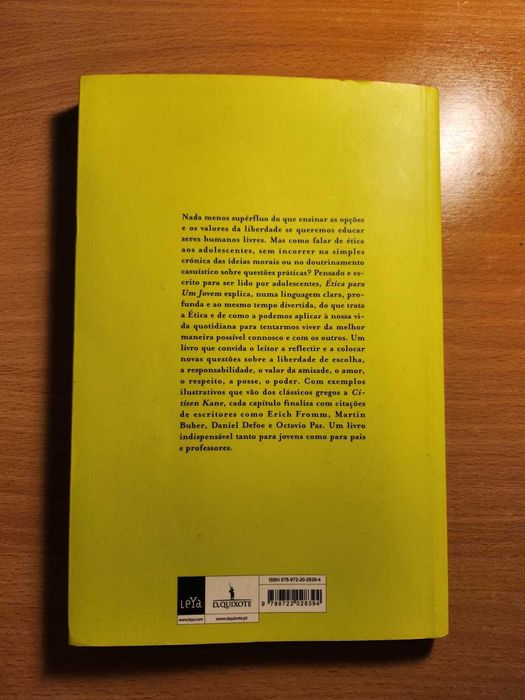 Nada menos supérfluo do que ensinar as opções
e os valores da liberdade se queremos educar
seres humanos livres. Mas como falar de ética
aos adolescentes, sem incorrer na simples
crónica das ideias morais ou no doutrinamento
casuístico sobre questões práticas? Pensado e es-
crito para ser lido por adolescentes, Ética para
Um Jovem explica, numa linguagem clara, pro-
funda e ao mesmo tempo divertida, do que trata
a Ética e de como a podemos aplicar à nossa vi-
da quotidiana para tentarmos viver da melhor
maneira possível connosco e com os outros. Um
livro que convida o leitor a reflectir e a colocar
novas questões sobre a liberdade de escolha,
a responsabilidade, o valor da amizade, o amor,
o respeito, a posse, o poder. Com exemplos
ilustrativos que vão dos clássicos gregos a Ci-
tizen Kane, cada capítulo finaliza com citações
de escritores como Erich Fromm, Martin
Buber, Daniel Defoe e Octavio Paz. Um livro
indispensável tanto para jovens como para pais
e professores.
LeYa
www.leya.com
D.QUIXOTE
www.dquixote.pt
ISBN 978-972-20-2839-4
9 789722 028394